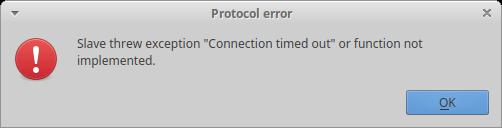 Protocol error
Slave threw exception "Connection timed out" or function not
implemented.
OK